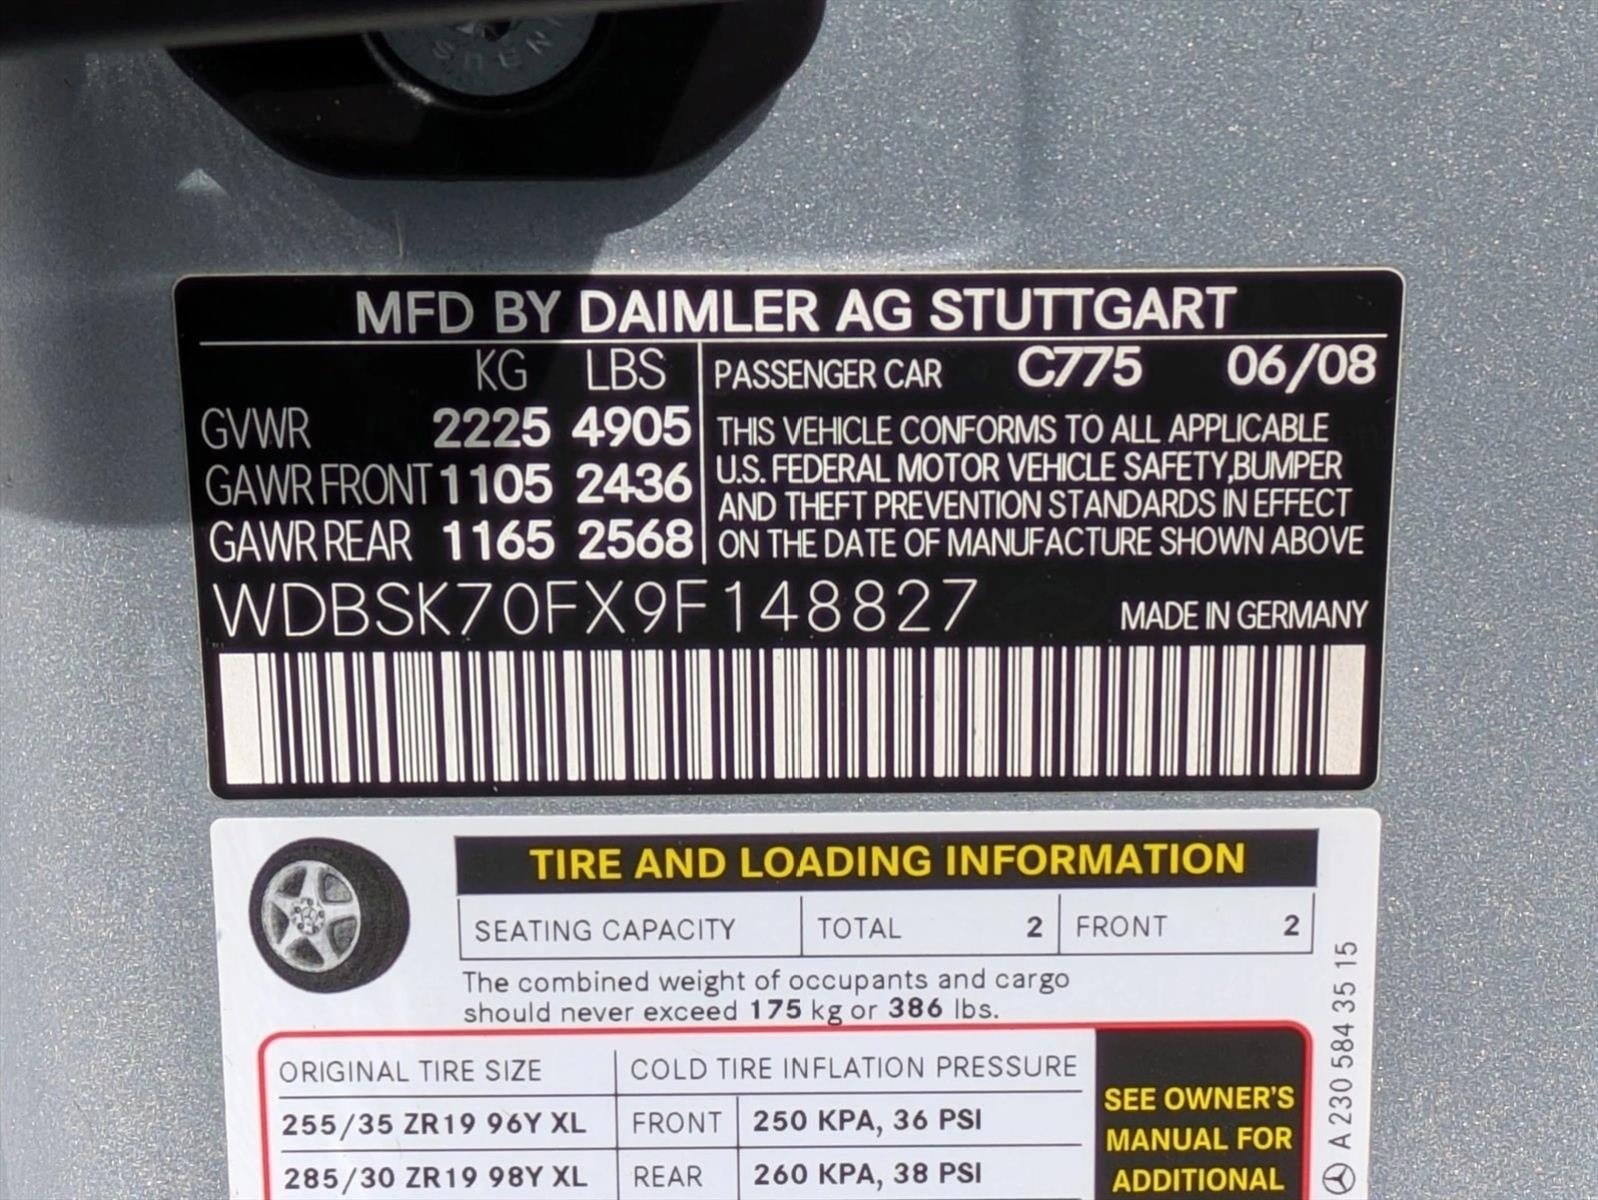 MFD BY DAIMLER AG STUTTGART
KG LBS
GVWR 2225 4905
GAWR FRONT 1105 2436
GAWR REAR 1165 2568
PASSENGER CAR C775 06/08
THIS VEHICLE CONFORMS TO ALL APPLICABLE
U.S. FEDERAL MOTOR VEHICLE SAFETY,BUMPER
AND THEFT PREVENTION STANDARDS IN EFFECT
ON THE DATE OF MANUFACTURE SHOWN ABOVE
WDBSK70FX9F148827
MADE IN GERMANY
TIRE AND LOADING INFORMATION
SEATING CAPACITY TOTAL 2 FRONT 2
The combined weight of occupants and cargo
should never exceed 175 kg or 386 lbs.
ORIGINAL TIRE SIZE COLD TIRE INFLATION PRESSURE
255/35 ZR19 96Y XL FRONT 250 KPA, 36 PSI
285/30 ZR19 98Y XL REAR 260 KPA, 38 PSI
SEE OWNER'S
MANUAL FOR
ADDITIONAL
A 230 584 35 15